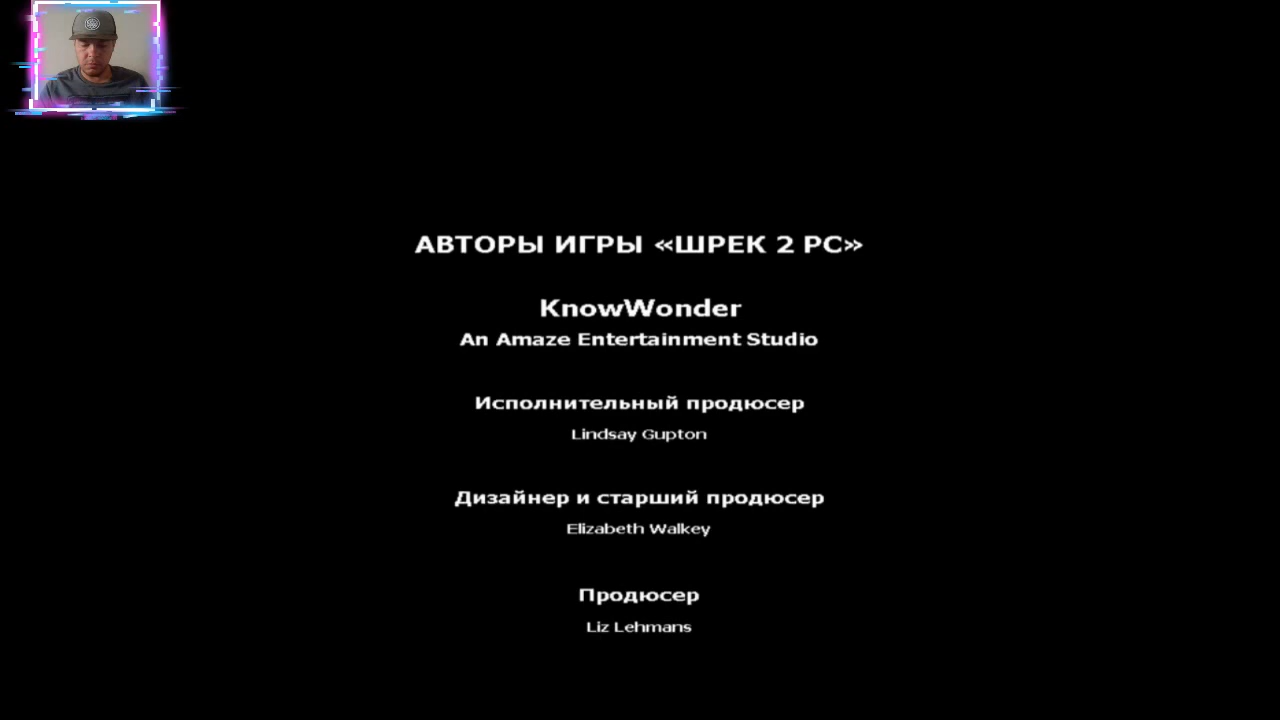 АВТОРЫ ИГРЫ «ШРЕК 2 PC»
KnowWonder
An Amaze Entertainment Studio
Исполнительный продюсер
Lindsay Gupton
Дизайнер и старший продюсер
Elizabeth Walkey
Продюсер
Liz Lehmans